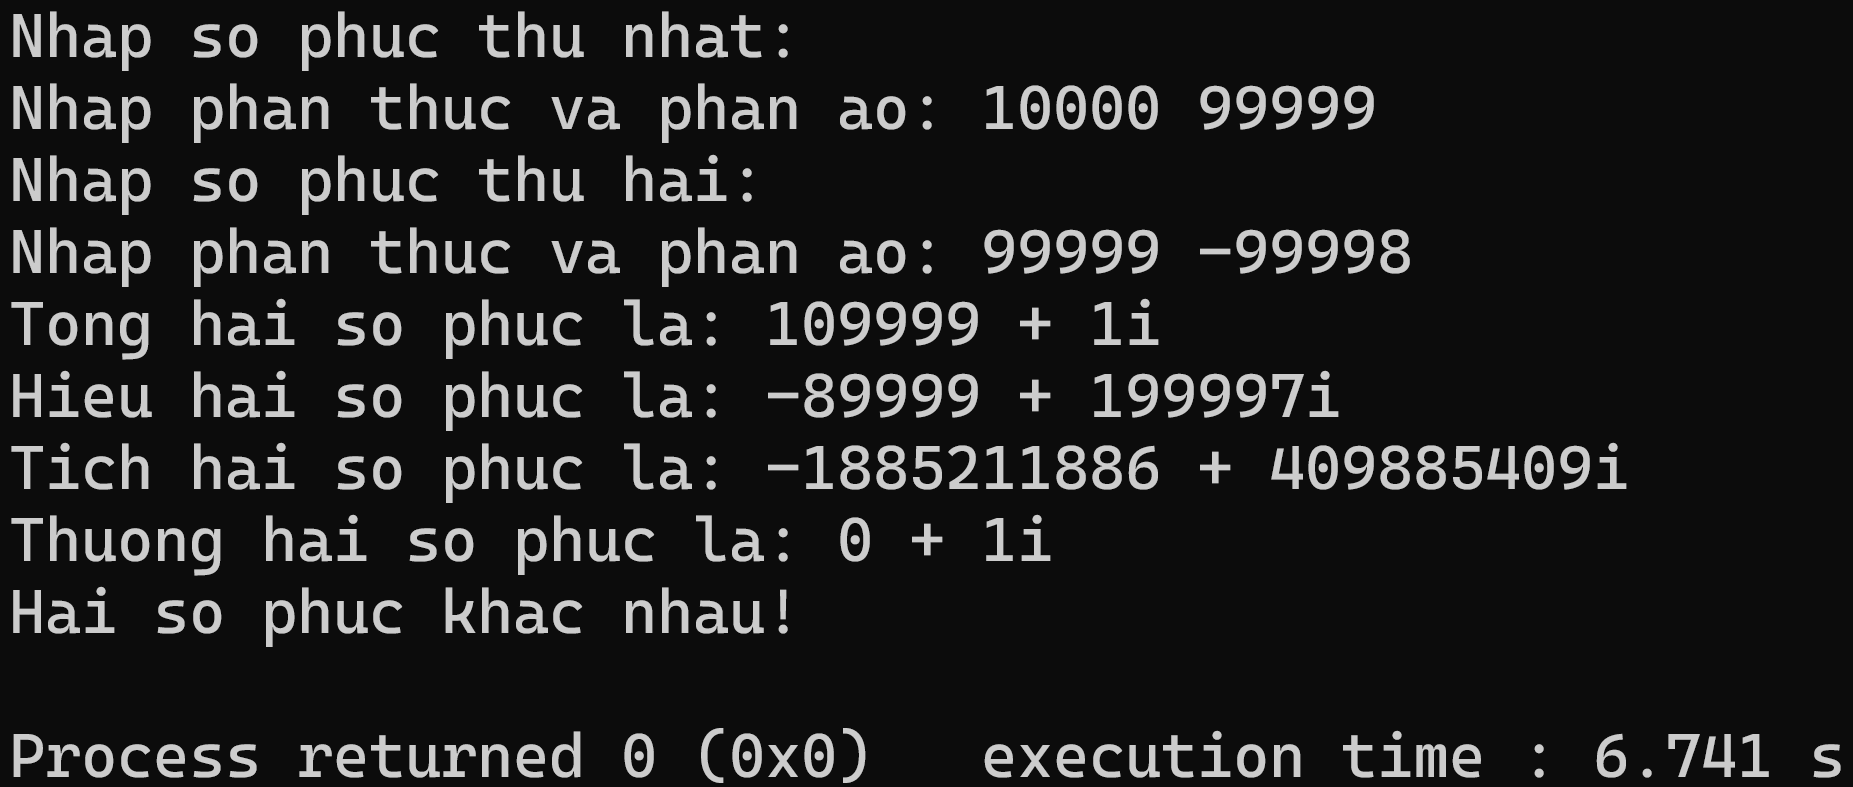 Nhap so phuc thu nhat:
Nhap phan thuc va phan ao: 10000 99999
Nhap so phuc thu hai:
Nhap phan thuc va phan ao: 99999 -99998
Tong hai so phuc la: 109999 + 1i
Hieu hai so phuc la: -89999 + 199997i
Tich hai so phuc la: -1885211886 + 409885409i
Thuong hai so phuc la: 0 + 1i
Hai so phuc khac nhau!
Process returned 0 (0x0)   execution time : 6.741 s